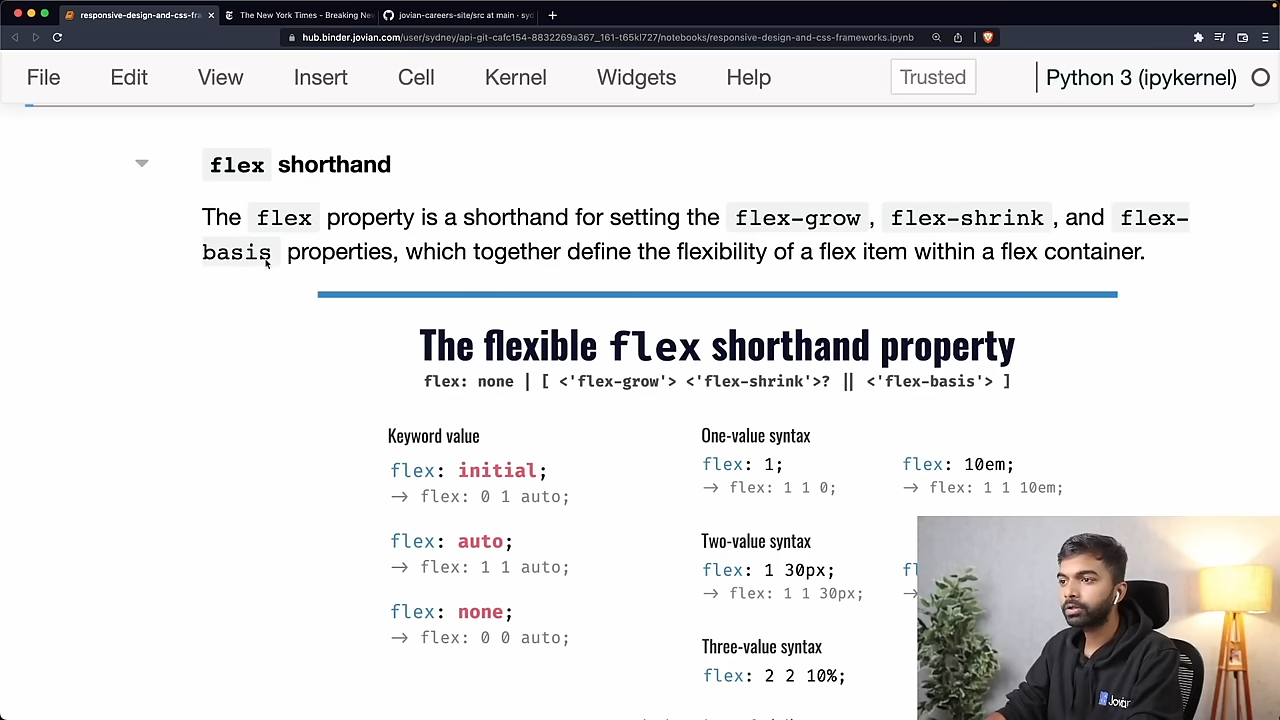 responsive-design-and-css-fra
The New York Times - Breaking Ne
jovian-careers-site/src at main · syd
hub.binder.jovian.com/user/sydney/api-git-cafc154-8832269a367_161-t65kl727/notebooks/responsive-design-and-css-frameworks.ipynb
File Edit View Insert Cell Kernel Widgets Help Trusted Python 3 (ipykernel)
flex shorthand
The flex property is a shorthand for setting the flex-grow , flex-shrink , and flex-
basis properties, which together define the flexibility of a flex item within a flex container.
The flexible flex shorthand property
flex: none | [ <'flex-grow'> <'flex-shrink'>? || <'flex-basis'> ]
Keyword value
flex: initial;
→ flex: 0 1 auto;
flex: auto;
→ flex: 1 1 auto;
flex: none;
→ flex: 0 0 auto;
One-value syntax
flex: 1; flex: 10em;
→ flex: 1 1 0; → flex: 1 1 10em;
Two-value syntax
flex: 1 30px;
→ flex: 1 1 30px; →
Three-value syntax
flex: 2 2 10%;
Jovian